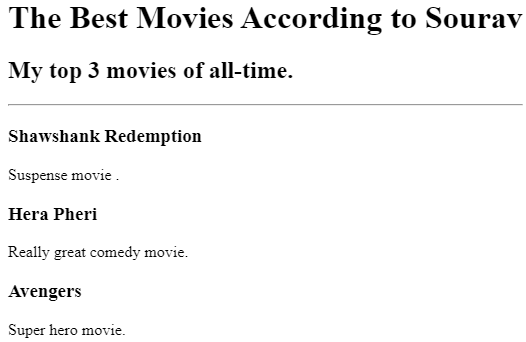 The Best Movies According to Sourav
My top 3 movies of all-time.
Shawshank Redemption
Suspense movie .
Hera Pheri
Really great comedy movie.
Avengers
Super hero movie.